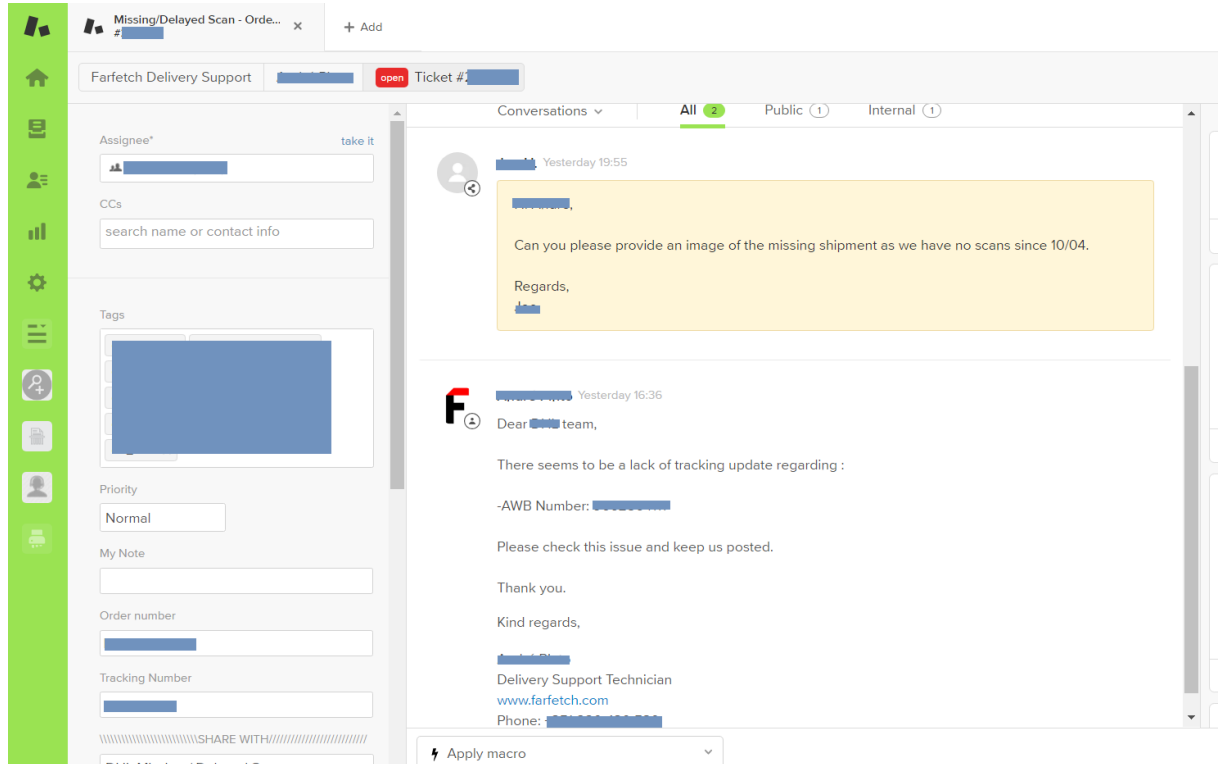 Missing/Delayed Scan - Orde...
#
+ Add
Farfetch Delivery Support
open Ticket #
Conversations
All 2
Public 1
Internal 1
Assignee*
take it
CCs
search name or contact info
Tags
Priority
Normal
My Note
Order number
Tracking Number
\\\\\\\\\\\\\\\\\\\\\\\\\\\SHARE WITH///////////////////////////
Yesterday 19:55
Can you please provide an image of the missing shipment as we have no scans since 10/04.
Regards,
Yesterday 16:36
Dear team,
There seems to be a lack of tracking update regarding :
-AWB Number:
Please check this issue and keep us posted.
Thank you.
Kind regards,
Delivery Support Technician
www.farfetch.com
Phone:
Apply macro